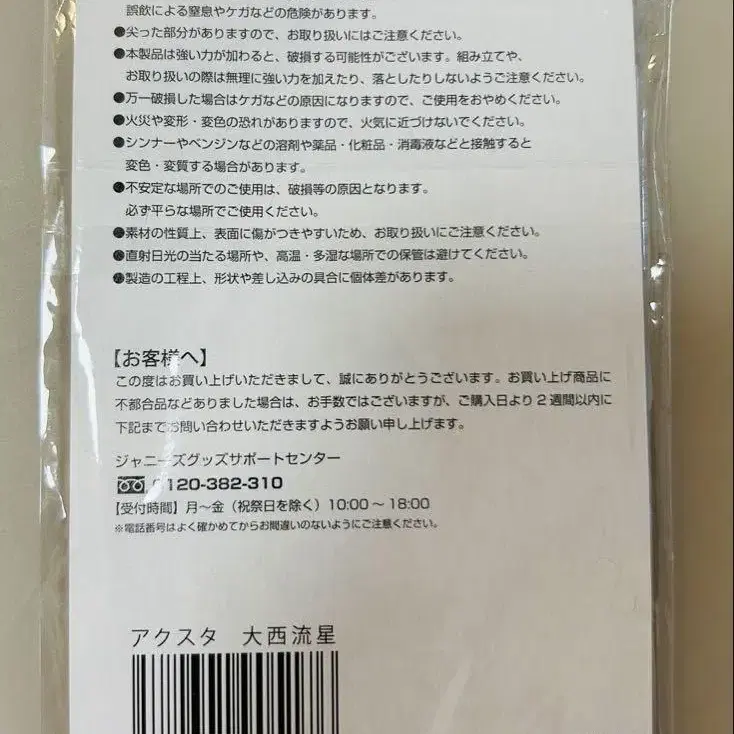 誤飲による窒息やケガなどの危険があります。
●尖った部分がありますので、お取り扱いにはご注意ください。
●本製品は強い力が加わると、破損する可能性がございます。組み立てや、
お取り扱いの際は無理に強い力を加えたり、落としたりしないようご注意ください。
●万一破損した場合はケガなどの原因になりますので、ご使用をおやめください。
●火災や変形・変色の恐れがありますので、火気に近づけないでください。
●シンナーやベンジンなどの溶剤や薬品・化粧品・消毒液などと接触すると
変色・変質する場合があります。
●不安定な場所でのご使用は、破損等の原因となります。
必ず平らな場所でご使用ください。
●素材の性質上、表面に傷がつきやすいため、お取り扱いにご注意ください。
●直射日光の当たる場所や、高温・多湿な場所での保管は避けてください。
●製造の工程上、形状や差し込みの具合に個体差があります。
【お客様へ】
この度はお買い上げいただきまして、誠にありがとうございます。お買い上げ商品に
不都合品などありました場合は、お手数ではございますが、ご購入日より2週間以内に
下記までお問い合わせいただきますようお願い申し上げます。
ジャニーズグッズサポートセンター
0120-382-310
【受付時間】月〜金（祝祭日を除く）10:00〜18:00
※電話番号はよく確かめてからお間違いのないようにご注意ください。
アクスタ 大西流星